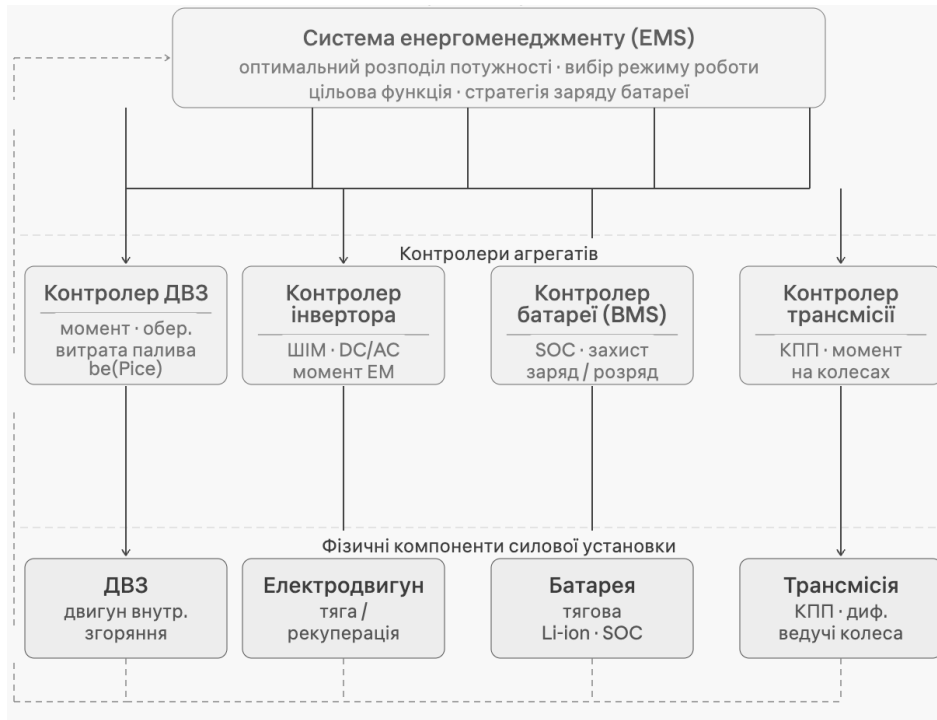 Система енергоменеджменту (EMS)
оптимальний розподіл потужності · вибір режиму роботи
цільова функція · стратегія заряду батареї
Контролери агрегатів
Контролер ДВЗ
момент · обер.
витрата палива
be(Pice)
Контролер
інвертора
ШІМ · DC/AC
момент ЕМ
Контролер
батареї (BMS)
SOC · захист
заряд / розряд
Контролер
трансмісії
КПП · момент
на колесах
Фізичні компоненти силової установки
ДВЗ
двигун внутр.
згоряння
Електродвигун
тяга /
рекуперація
Батарея
тягова
Li-ion · SOC
Трансмісія
КПП · диф.
ведучі колеса